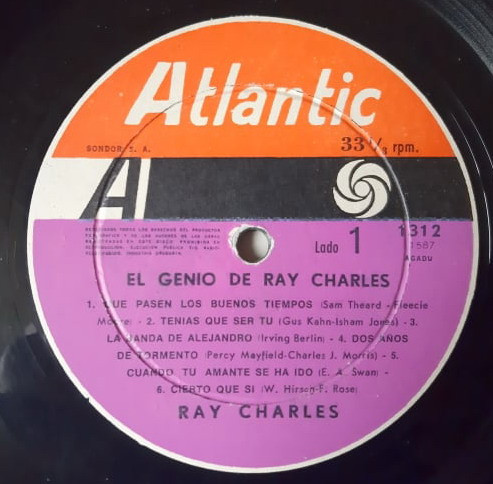 Atlantic
SONDOR S. A.
33 1/3 rpm.
A
Lado 1
1312
1587
AGADU
EL GENIO DE RAY CHARLES
1. QUE PASEN LOS BUENOS TIEMPOS (Sam Theard - Fleecie
Moore) - 2. TENIAS QUE SER TU (Gus Kahn-Isham Jones) - 3.
LA BANDA DE ALEJANDRO (Irving Berlin) - 4. DOS AÑOS
DE TORMENTO (Percy Mayfield-Charles J. Morris) - 5.
CUANDO TU AMANTE SE HA IDO (E. A. Swan) -
6. CIERTO QUE SI (W. Hirsch-F. Rose)
RAY CHARLES